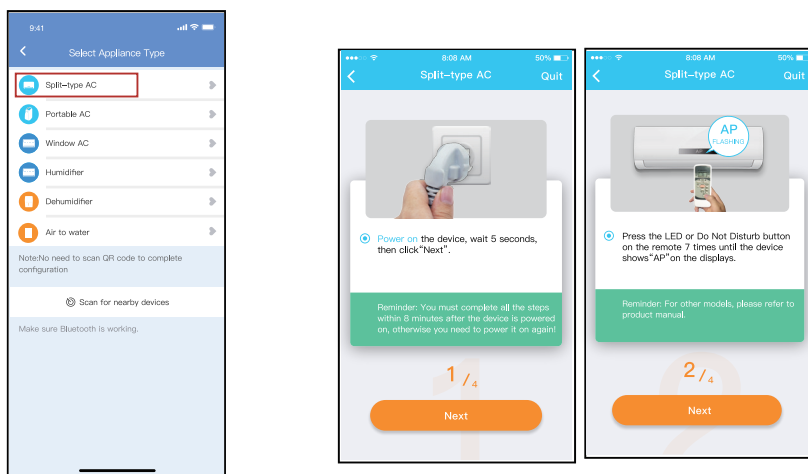 9:41
Select Appliance Type
Split-type AC
Portable AC
Window AC
Humidifier
Dehumidifier
Air to water
Note:No need to scan QR code to complete
configuration
Scan for nearby devices
Make sure Bluetooth is working.
8:08 AM
50%
Split-type AC
Quit
Power on the device, wait 5 seconds,
then click"Next".
Reminder: You must complete all the steps
within 8 minutes after the device is powered
on, otherwise you need to power it on again!
1/4
Next
8:08 AM
50%
Split-type AC
Quit
AP
FLASHING
Press the LED or Do Not Disturb button
on the remote 7 times until the device
shows"AP"on the displays.
Reminder: For other models, please refer to
product manual.
2/4
Next